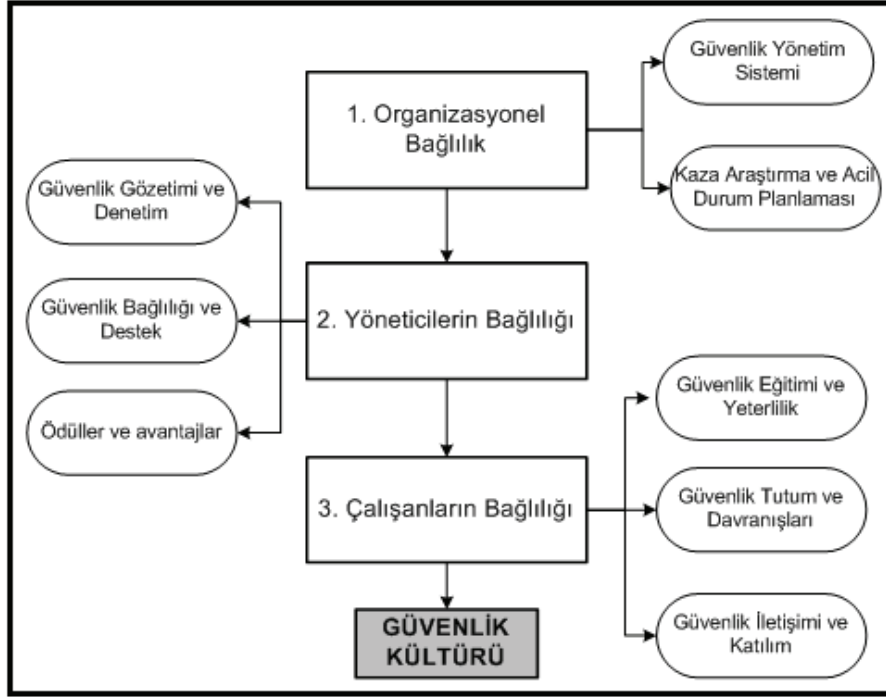 Güvenlik Yönetim
Sistemi
1. Organizasyonel
Bağlılık
Kaza Araştırma ve Acil
Durum Planlaması
Güvenlik Gözetimi ve
Denetim
Güvenlik Bağlılığı ve
Destek
Ödüller ve avantajlar
2. Yöneticilerin Bağlılığı
Güvenlik Eğitimi ve
Yeterlilik
3. Çalışanların Bağlılığı
Güvenlik Tutum ve
Davranışları
Güvenlik İletişimi ve
Katılım
GÜVENLİK
KÜLTÜRÜ